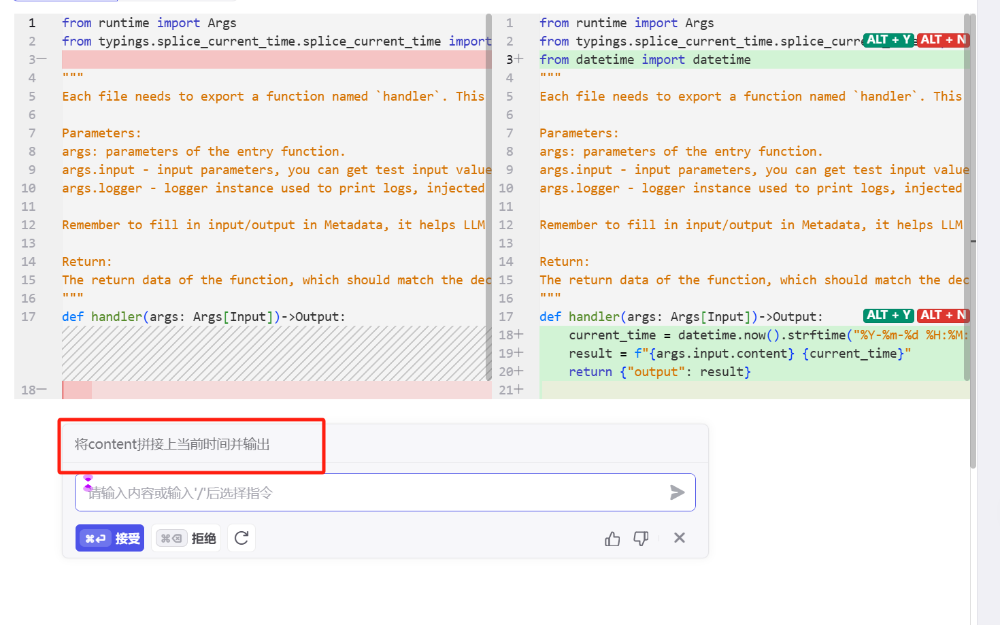 1 from runtime import Args
2 from typings.splice_current_time.splice_current_time import
3—
4 """
5 Each file needs to export a function named `handler`. This
6
7 Parameters:
8 args: parameters of the entry function.
9 args.input - input parameters, you can get test input value
10 args.logger - logger instance used to print logs, injected
11
12 Remember to fill in input/output in Metadata, it helps LLM
13
14 Return:
15 The return data of the function, which should match the dec
16 """
17 def handler(args: Args[Input])->Output:
18—
1 from runtime import Args
2 from typings.splice_current_time.splice_curre
ALT + Y ALT + N
3+ from datetime import datetime
4 """
5 Each file needs to export a function named `handler`. This
6
7 Parameters:
8 args: parameters of the entry function.
9 args.input - input parameters, you can get test input value
10 args.logger - logger instance used to print logs, injected
11
12 Remember to fill in input/output in Metadata, it helps LLM
13
14 Return:
15 The return data of the function, which should match the dec
16 """
17 def handler(args: Args[Input])->Output:
ALT + Y ALT + N
18+ current_time = datetime.now().strftime("%Y-%m-%d %H:%M:
19+ result = f"{args.input.content} {current_time}"
20+ return {"output": result}
21+
将content拼接上当前时间并输出
请输入内容或输入'/'后选择指令
⌘⏎ 接受 ⌘⌫ 拒绝